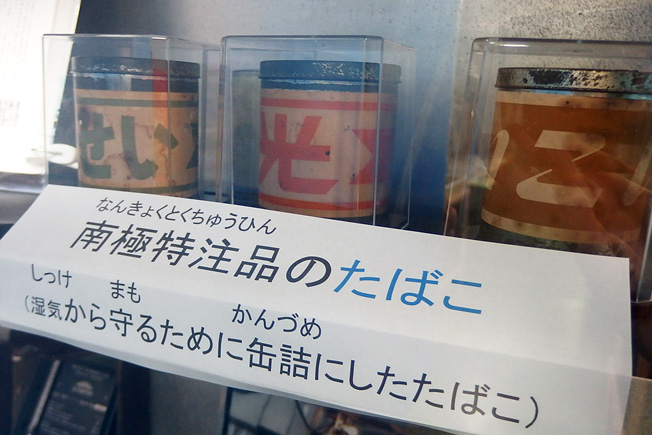 なんきょくとくちゅうひん
南極特注品のたばこ
しっけ まも かんづめ
(湿気から守るために缶詰にしたたばこ)